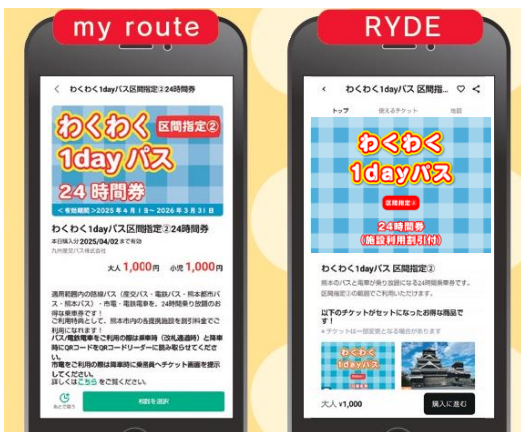 my route
わくわく1dayパス区間指定②24時間券
わくわく
区間指定②
1dayパス
24時間券
<有効期間>2025年4月1日～2026年3月31日
わくわく1dayパス区間指定②24時間券
本日購入分2025/04/02まで有効
九州産交バス株式会社
大人 1,000円 小児 1,000円
適用範囲内の路線バス（産交バス・電鉄バス・熊本都市バ
ス・熊本バス）・市電・電鉄電車を、24時間乗り放題のお
得な乗車券です！
ご利用特典として、熊本市内の各提携施設を割引料金でご
利用になれます！
バス/電鉄電車をご利用の際は乗車時（改札通過時）と降車
時にQRコードをQRコードリーダーに読み取らせてくださ
い。
市電をご利用の際は降車時に乗務員へチケット画面を提示
してください。
詳しくはこちらをご覧ください。
あとで買う
枚数を選択
RYDE
わくわく1dayパス 区間指...
トップ
使えるチケット
地図
わくわく
1dayパス
区間指定②
24時間券
(施設利用割引付)
わくわく1dayパス 区間指定②
熊本のバスと電車が乗り放題になる24時間乗車券です。
区間指定②の範囲でご利用いただけます。
以下のチケットがセットになったお得な商品で
す！
※チケットは一部変更となる場合があります
わくわく
1dayパス
大人 ¥1,000
購入に進む